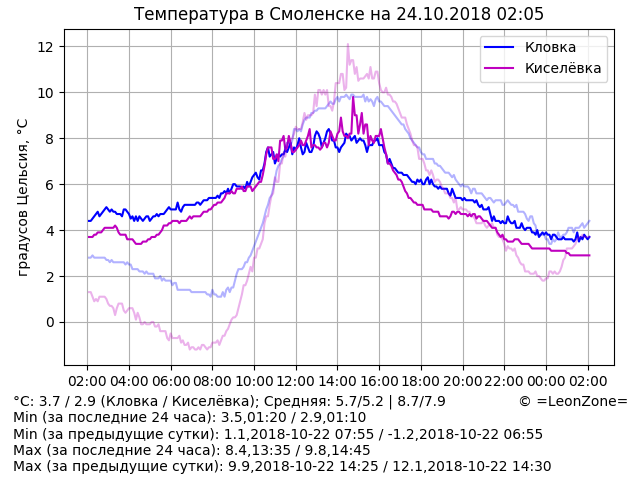 Температура в Смоленске на 24.10.2018 02:05
градусов Цельсия, °C
12
10
8
6
4
2
0
Кловка
Киселёвка
02:00 04:00 06:00 08:00 10:00 12:00 14:00 16:00 18:00 20:00 22:00 00:00 02:00
°C: 3.7 / 2.9 (Кловка / Киселёвка); Средняя: 5.7/5.2 | 8.7/7.9 © =LeonZone=
Min (за последние 24 часа): 3.5,01:20 / 2.9,01:10
Min (за предыдущие сутки): 1.1,2018-10-22 07:55 / -1.2,2018-10-22 06:55
Max (за последние 24 часа): 8.4,13:35 / 9.8,14:45
Max (за предыдущие сутки): 9.9,2018-10-22 14:25 / 12.1,2018-10-22 14:30